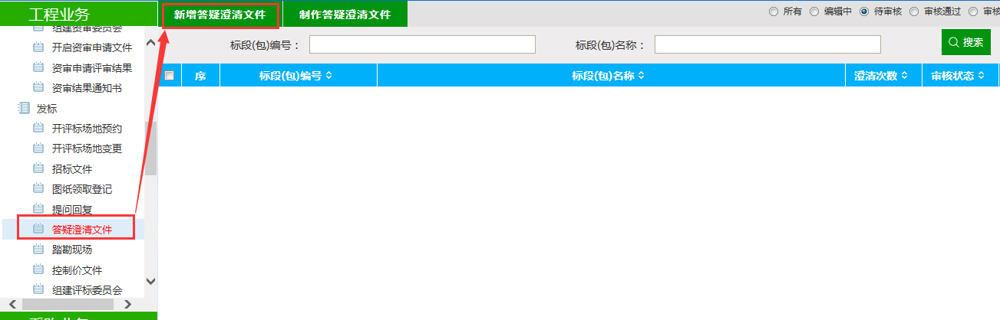 工程业务
组建资审委员会
开启资审申请文件
资审申请评审结果
资审结果通知书
发标
开评标场地预约
开评标场地变更
招标文件
图纸领取登记
提问回复
答疑澄清文件
踏勘现场
控制价文件
组建评标委员会
新增答疑澄清文件 制作答疑澄清文件
所有 编辑中 待审核 审核通过 审核
标段(包)编号： 标段(包)名称： 搜索
序 标段(包)编号 标段(包)名称 澄清次数 审核状态